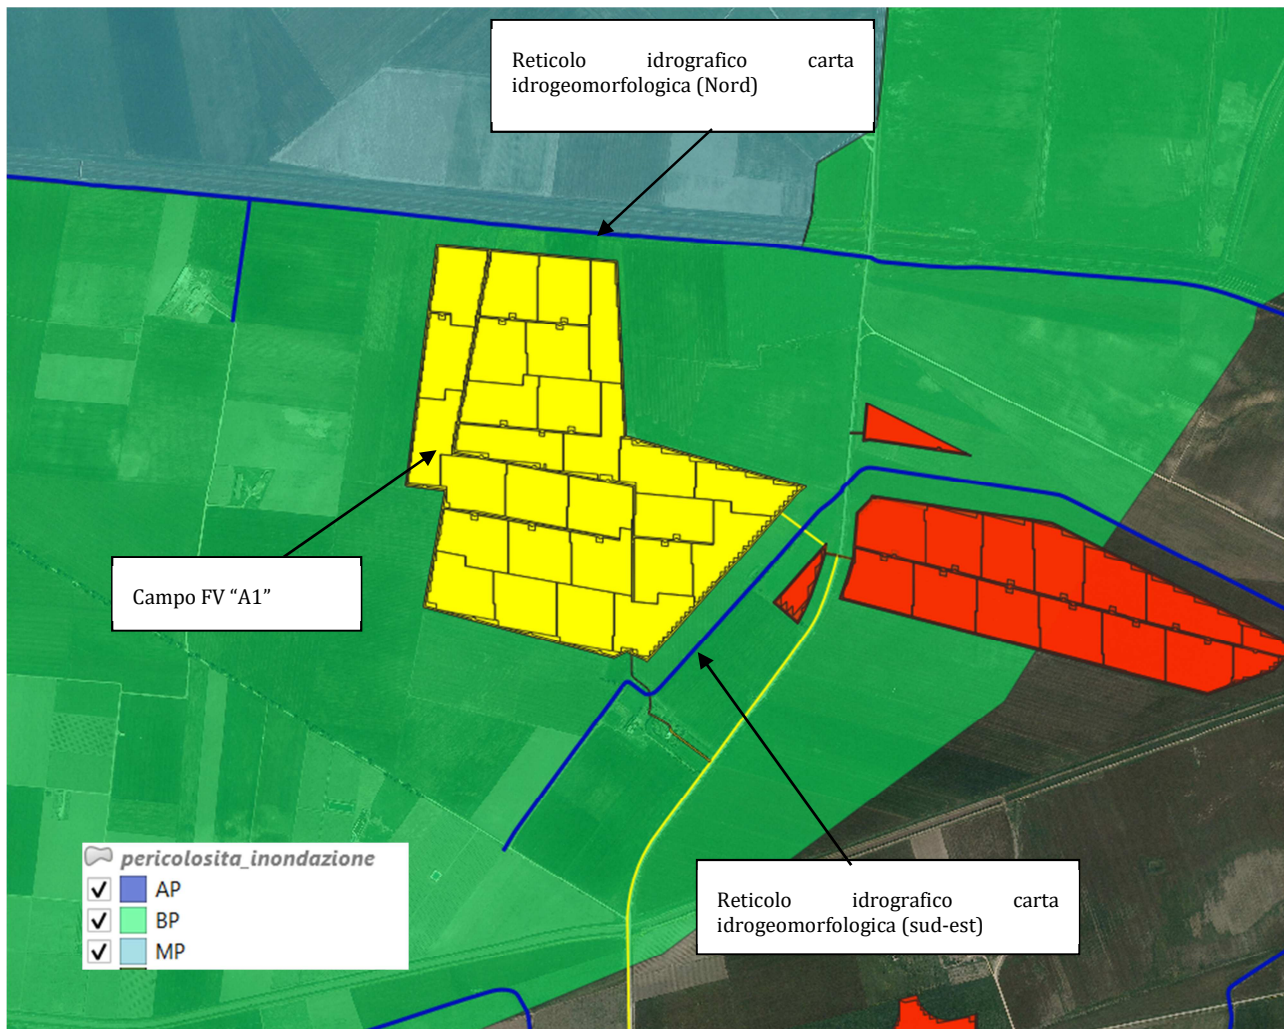 Reticolo idrografico carta
idrogeomorfologica (Nord)
Campo FV “A1”
Reticolo idrografico carta
idrogeomorfologica (sud-est)
pericolosita_inondazione
AP
BP
MP